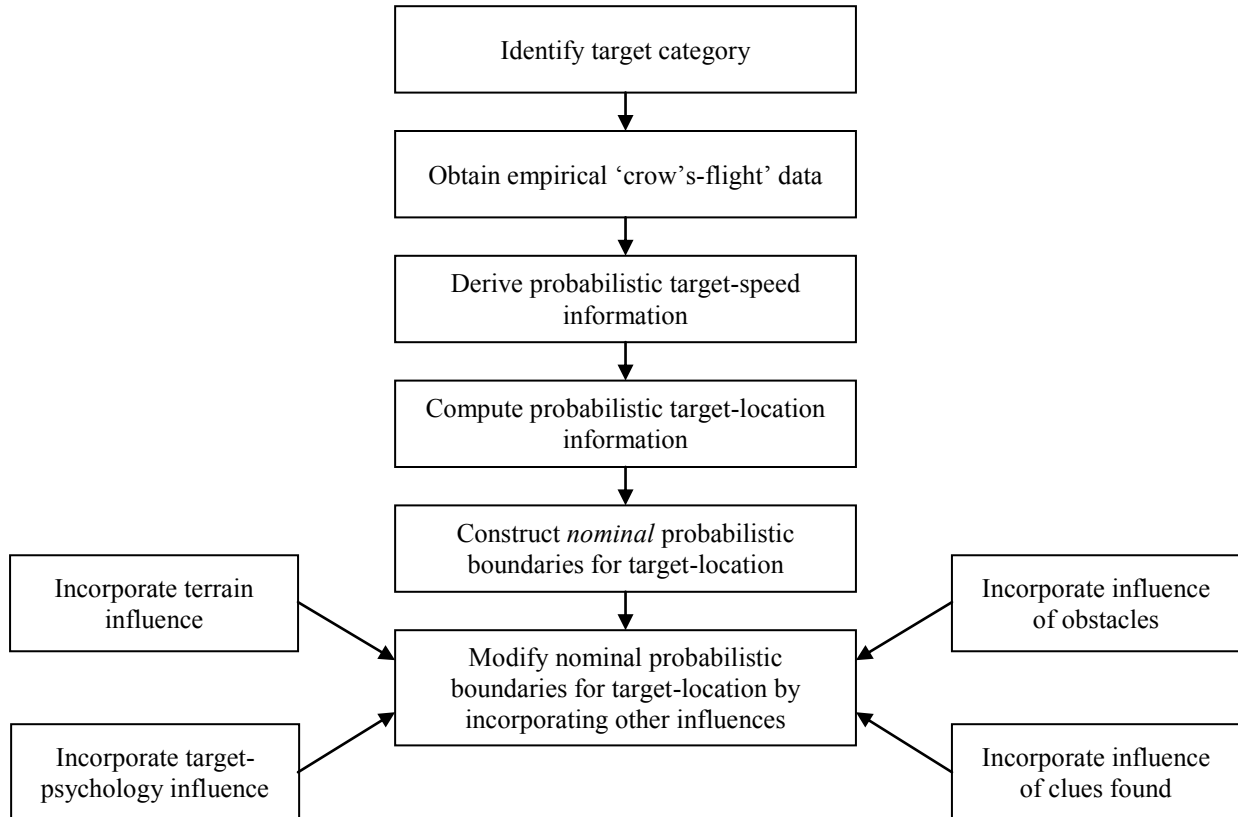 Identify target category
Obtain empirical ‘crow’s-flight’ data
Derive probabilistic target-speed
information
Compute probabilistic target-location
information
Construct nominal probabilistic
boundaries for target-location
Incorporate terrain
influence
Incorporate influence
of obstacles
Modify nominal probabilistic
boundaries for target-location by
incorporating other influences
Incorporate target-
psychology influence
Incorporate influence
of clues found